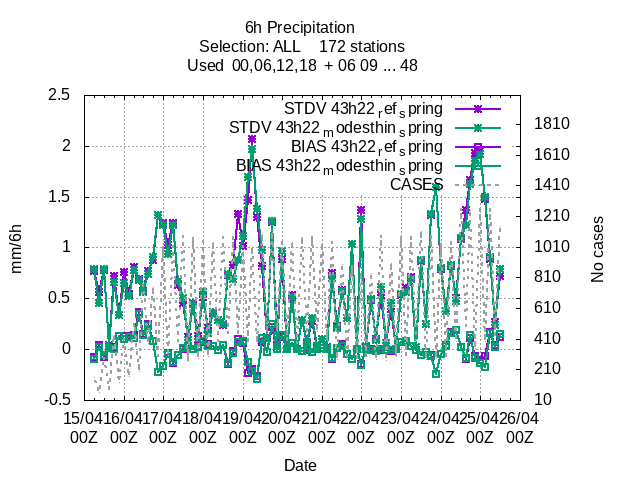 6h Precipitation
Selection: ALL 172 stations
Used 00,06,12,18 + 06 09 ... 48
STDV 43h22refspring
STDV 43h22modesthinspring
BIAS 43h22refspring
BIAS 43h22modesthinspring
CASES
2.5
2
1.5
1
0.5
0
-0.5
mm/6h
1810
1610
1410
1210
1010
810
610
410
210
10
No cases
15/04 16/04 17/04 18/04 19/04 20/04 21/04 22/04 23/04 24/04 25/04 26/04
00Z 00Z 00Z 00Z 00Z 00Z 00Z 00Z 00Z 00Z 00Z 00Z
Date